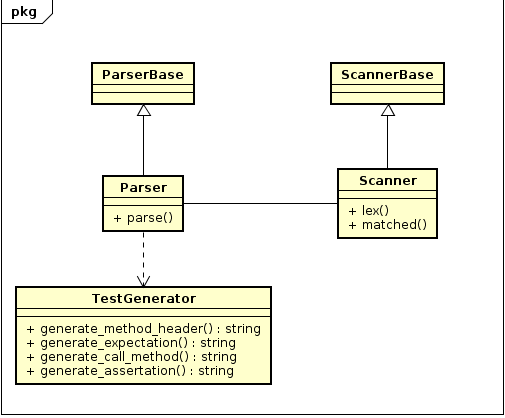 pkg
ParserBase
ScannerBase
Parser
+ parse()
Scanner
+ lex()
+ matched()
TestGenerator
+ generate_method_header() : string
+ generate_expectation() : string
+ generate_call_method() : string
+ generate_assertation() : string